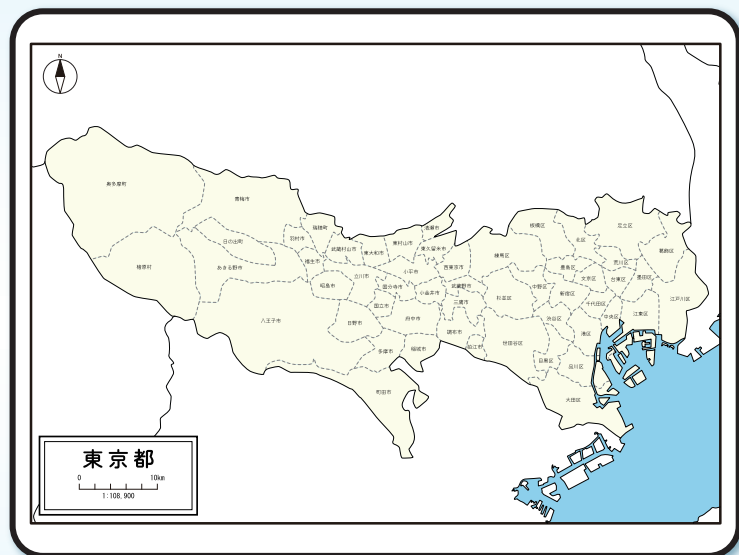 N
奥多摩町
青梅市
瑞穂町
羽村市
日の出町
あきる野市
檜原村
福生市
昭島市
八王子市
武蔵村山市
東大和市
東村山市
清瀬市
東久留米市
立川市
小平市
西東京市
国分寺市
小金井市
武蔵野市
三鷹市
国立市
府中市
日野市
調布市
狛江市
多摩市
稲城市
町田市
練馬区
板橋区
北区
足立区
葛飾区
荒川区
豊島区
文京区
台東区
墨田区
江戸川区
杉並区
中野区
新宿区
千代田区
中央区
江東区
渋谷区
港区
世田谷区
目黒区
品川区
大田区
東京都
0 10km
1:108,900